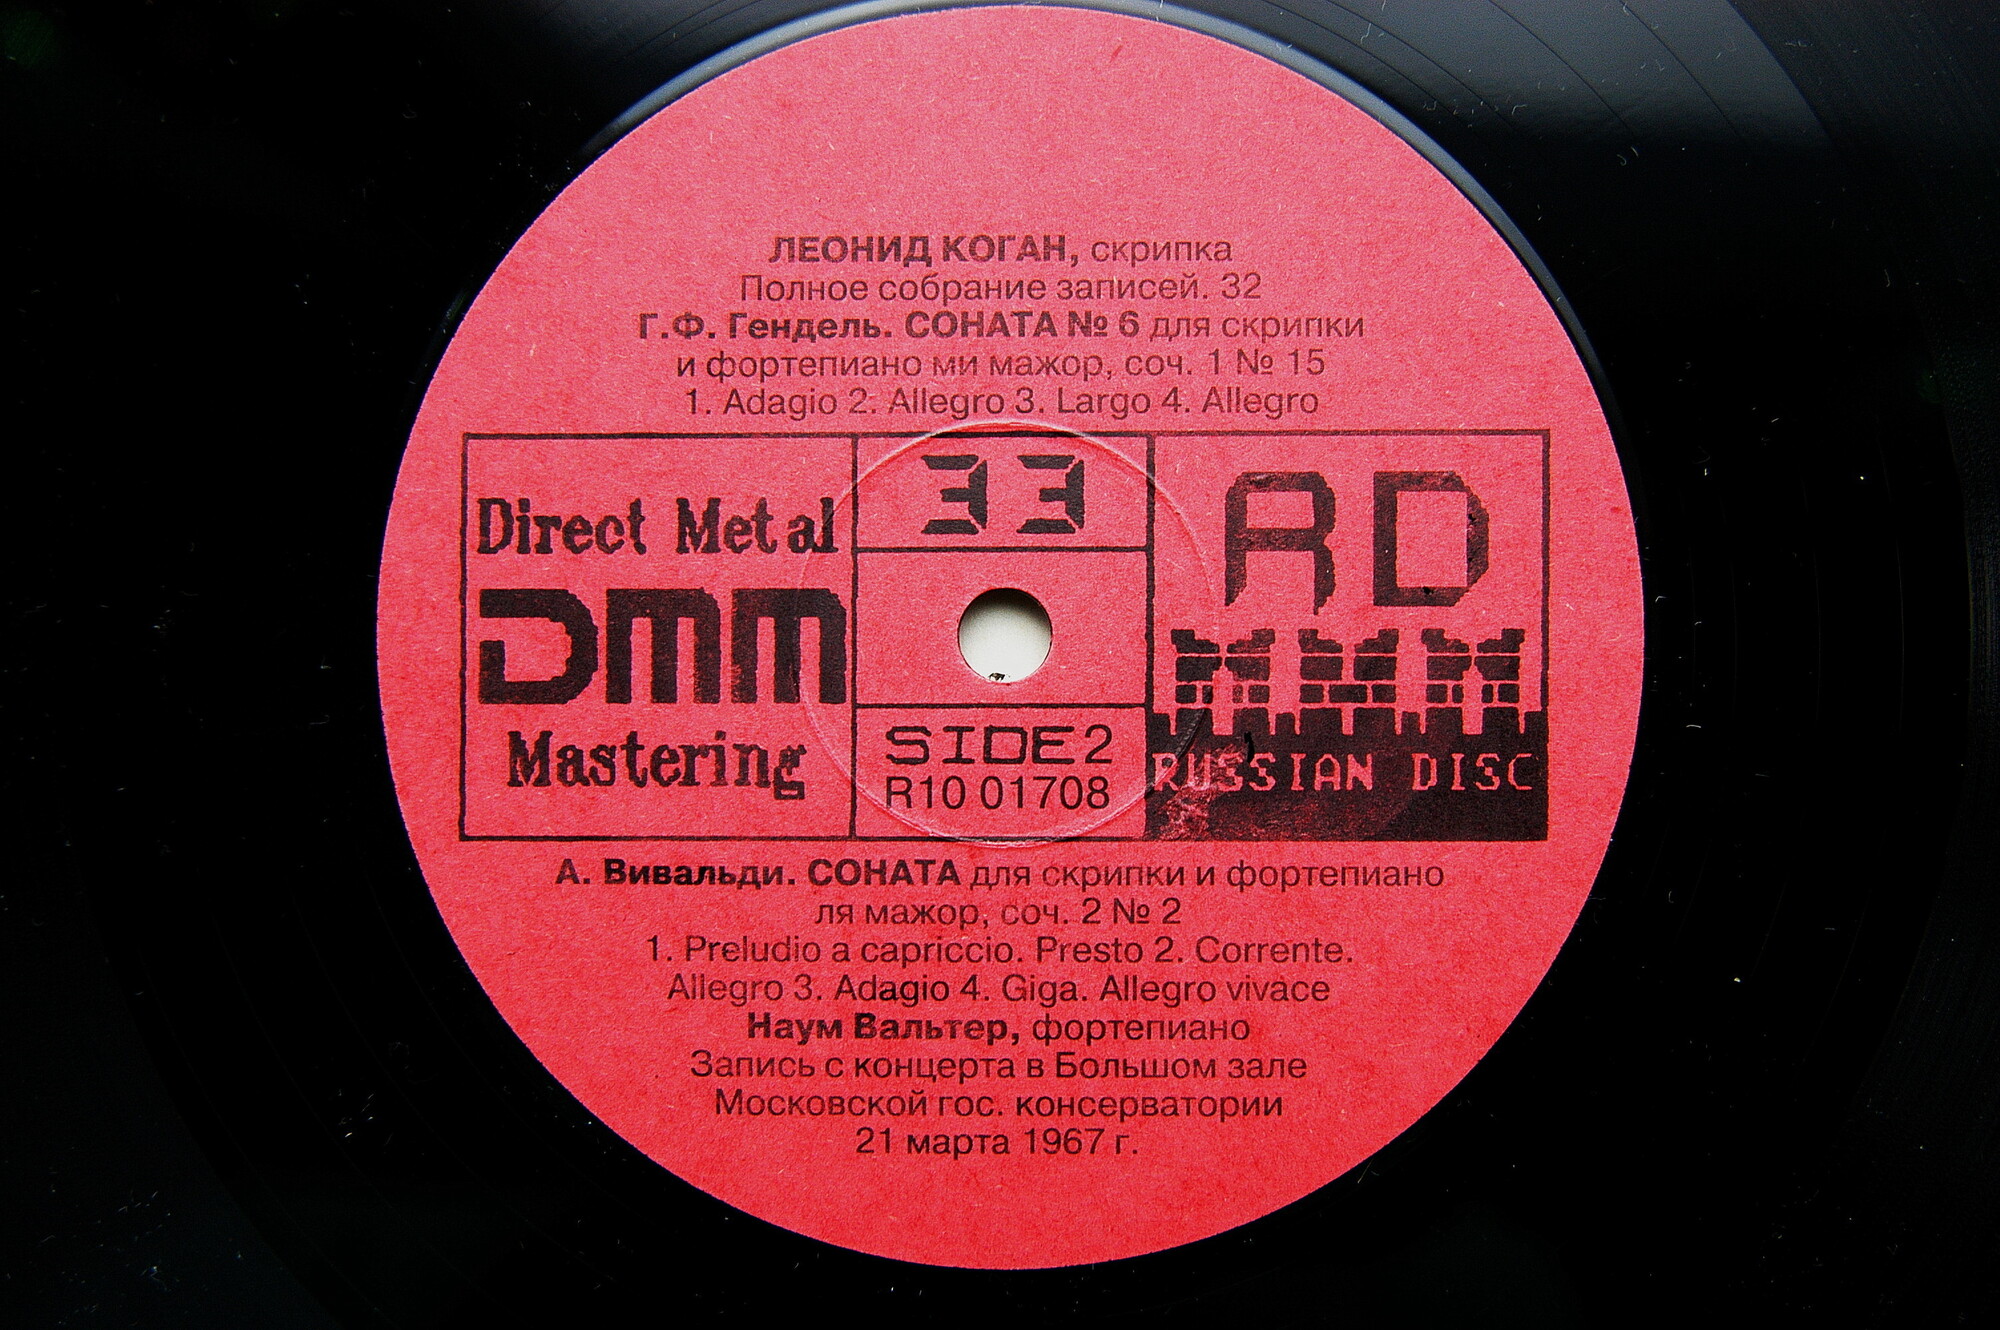 ЛЕОНИД КОГАН, скрипка
Полное собрание записей. 32
Г.Ф. Гендель. СОНАТА № 6 для скрипки
и фортепиано ми мажор, соч. 1 № 15
1. Adagio 2. Allegro 3. Largo 4. Allegro
Direct Metal
DMM
Mastering
33
SIDE 2
R10 01708
RD
RUSSIAN DISC
А. Вивальди. СОНАТА для скрипки и фортепиано
ля мажор, соч. 2 № 2
1. Preludio a capriccio. Presto 2. Corrente.
Allegro 3. Adagio 4. Giga. Allegro vivace
Наум Вальтер, фортепиано
Запись с концерта в Большом зале
Московской гос. консерватории
21 марта 1967 г.